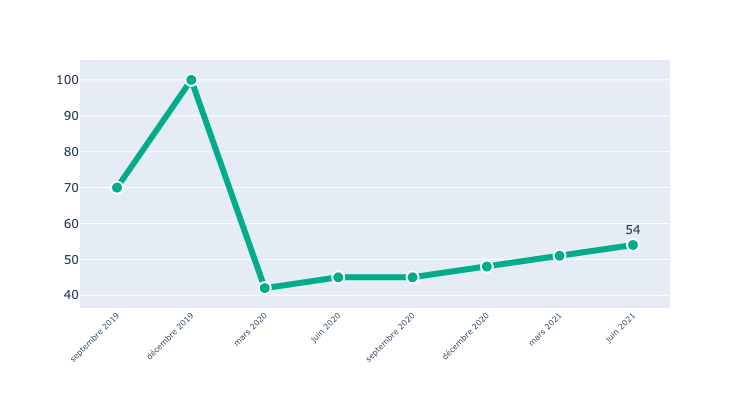 100
90
80
70
60
50
40
54
septembre 2019
décembre 2019
mars 2020
juin 2020
septembre 2020
décembre 2020
mars 2021
juin 2021